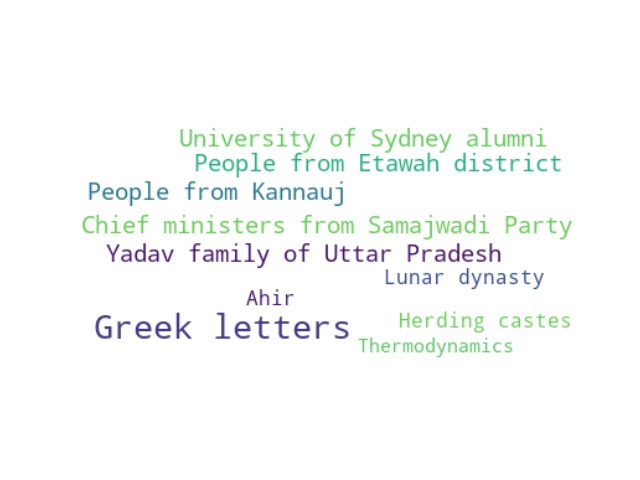 University of Sydney alumni
People from Etawah district
People from Kannauj
Chief ministers from Samajwadi Party
Yadav family of Uttar Pradesh
Lunar dynasty
Ahir
Greek letters
Herding castes
Thermodynamics